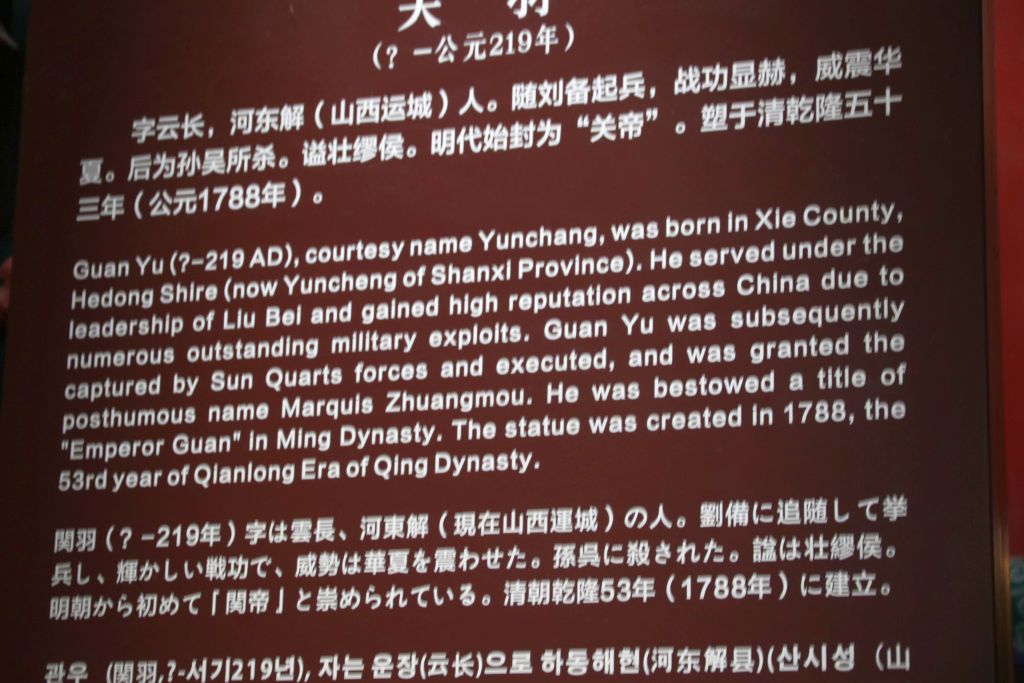 关羽
(? -公元219年)
字云长，河东解（山西运城）人。随刘备起兵，战功显赫，威震华
夏。后为孙吴所杀。谥壮缪侯。明代始封为“关帝”。塑于清乾隆五十
三年（公元1788年）。
Guan Yu (?-219 AD), courtesy name Yunchang, was born in Xie County,
Hedong Shire (now Yuncheng of Shanxi Province). He served under the
leadership of Liu Bei and gained high reputation across China due to
numerous outstanding military exploits. Guan Yu was subsequently
captured by Sun Quarts forces and executed, and was granted the
posthumous name Marquis Zhuangmou. He was bestowed a title of
"Emperor Guan" in Ming Dynasty. The statue was created in 1788, the
53rd year of Qianlong Era of Qing Dynasty.
関羽（? -219年）字は雲長、河東解（現在山西運城）の人。劉備に追随して挙
兵し、輝かしい戦功で、威勢は華夏を震わせた。孫呉に殺された。諡は壮繆侯。
明朝から初めて「関帝」と崇められている。清朝乾隆53年（1788年）に建立。
관우 (関羽,?-서기219년), 자는 운장(云长)으로 하동해현(河东解县)(산시성（山